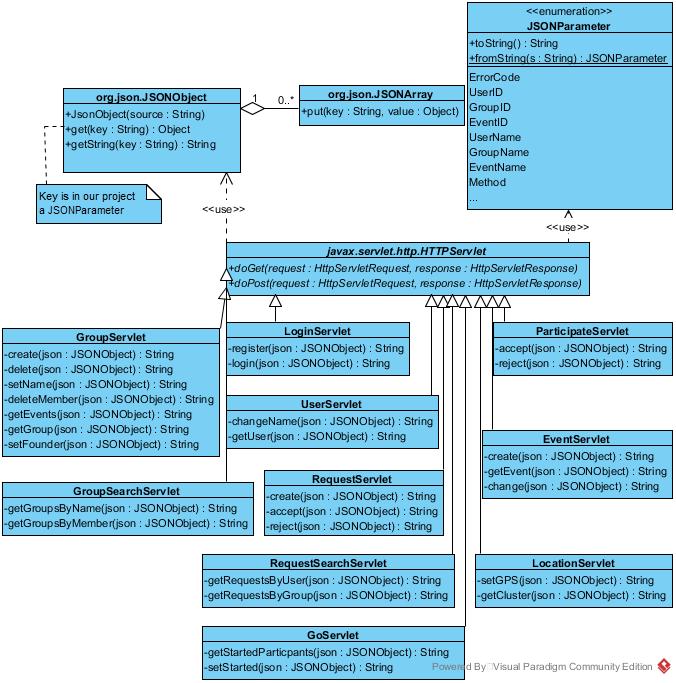 <<enumeration>>
JSONParameter
+toString() : String
+fromString(s : String) : JSONParameter
ErrorCode
UserID
GroupID
EventID
UserName
GroupName
EventName
Method
...
org.json.JSONObject
+JsonObject(source : String)
+get(key : String) : Object
+getString(key : String) : String
1
0..*
org.json.JSONArray
+put(key : String, value : Object)
Key is in our project
a JSONParameter
<<use>>
<<use>>
javax.servlet.http.HTTPServlet
+doGet(request : HttpServletRequest, response : HttpServletResponse)
+doPost(request : HttpServletRequest, response : HttpServletResponse)
GroupServlet
-create(json : JSONObject) : String
-delete(json : JSONObject) : String
-setName(json : JSONObject) : String
-deleteMember(json : JSONObject) : String
-getEvents(json : JSONObject) : String
-getGroup(json : JSONObject) : String
-setFounder(json : JSONObject) : String
LoginServlet
-register(json : JSONObject) : String
-login(json : JSONObject) : String
ParticipateServlet
-accept(json : JSONObject) : String
-reject(json : JSONObject) : String
UserServlet
-changeName(json : JSONObject) : String
-getUser(json : JSONObject) : String
EventServlet
-create(json : JSONObject) : String
-getEvent(json : JSONObject) : String
-change(json : JSONObject) : String
RequestServlet
-create(json : JSONObject) : String
-accept(json : JSONObject) : String
-reject(json : JSONObject) : String
GroupSearchServlet
-getGroupsByName(json : JSONObject) : String
-getGroupsByMember(json : JSONObject) : String
RequestSearchServlet
-getRequestsByUser(json : JSONObject) : String
-getRequestsByGroup(json : JSONObject) : String
LocationServlet
-setGPS(json : JSONObject) : String
-getCluster(json : JSONObject) : String
GoServlet
-getStartedParticpants(json : JSONObject) : String
-setStarted(json : JSONObject) : String
Powered By Visual Paradigm Community Edition